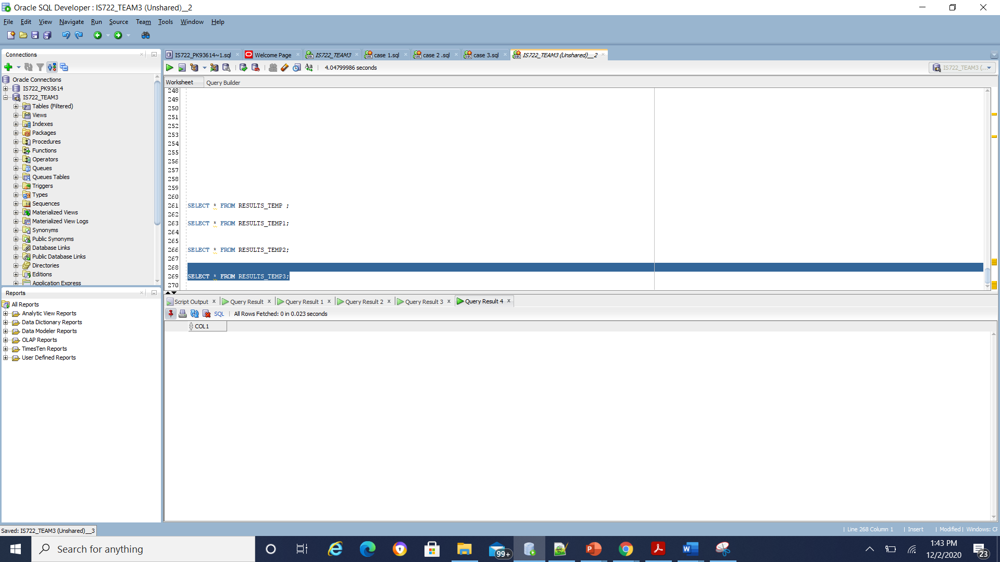 Oracle SQL Developer : IS722_TEAM3 (Unshared)__2
File Edit View Navigate Run Source Team Tools Window Help
Connections
IS722_PK93614~1.sql Welcome Page IS722_TEAM3 case 1.sql case 2 .sql case 3.sql IS722_TEAM3 (Unshared)__2
4.04799986 seconds
IS722_TEAM3 (...
Worksheet Query Builder
Oracle Connections
IS722_PK93614
IS722_TEAM3
Tables (Filtered)
Views
Indexes
Packages
Procedures
Functions
Operators
Queues
Queues Tables
Triggers
Types
Sequences
Materialized Views
Materialized View Logs
Synonyms
Public Synonyms
Database Links
Public Database Links
Directories
Editions
Application Express
248
249
250
251
252
253
254
255
256
257
258
259
260
261 SELECT * FROM RESULTS_TEMP ;
262
263 SELECT * FROM RESULTS_TEMP1;
264
265
266 SELECT * FROM RESULTS_TEMP2;
267
268
269 SELECT * FROM RESULTS_TEMP3;
270
Reports
All Reports
Analytic View Reports
Data Dictionary Reports
Data Modeler Reports
OLAP Reports
TimesTen Reports
User Defined Reports
Script Output Query Result Query Result 1 Query Result 2 Query Result 3 Query Result 4
SQL All Rows Fetched: 0 in 0.023 seconds
COL1
Saved: IS722_TEAM3 (Unshared)__3
Line 268 Column 1 Insert Modified Windows:
Search for anything
99+
1:43 PM
12/2/2020
23